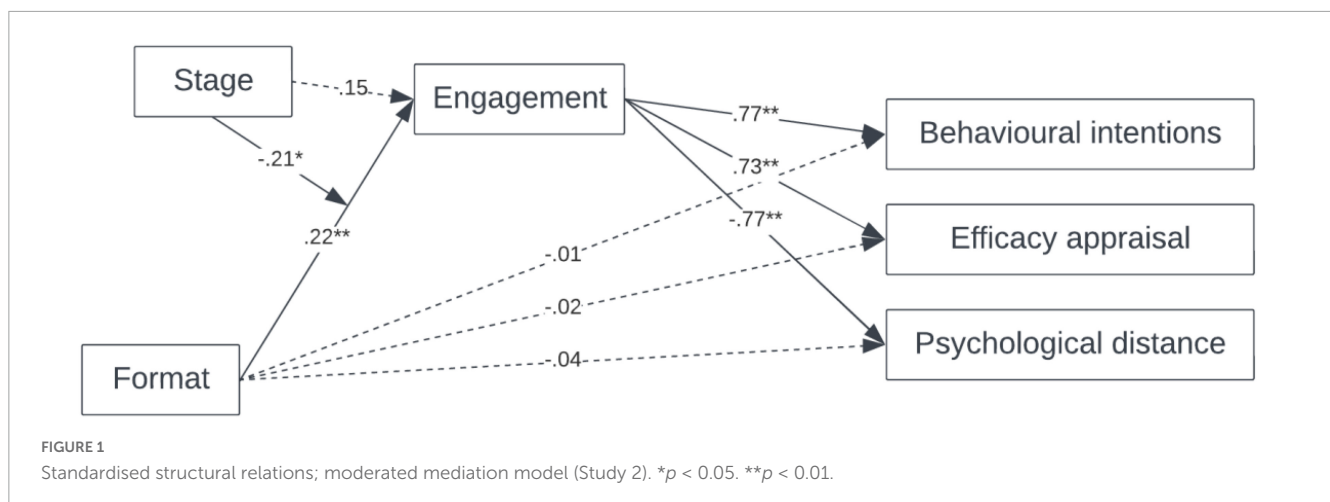 Stage
.15
Engagement
.77**
Behavioural intentions
-.21*
.73**
-.77**
.22**
Efficacy appraisal
-.01
-.02
Psychological distance
-.04
Format
FIGURE 1
Standardised structural relations; moderated mediation model (Study 2). *p < 0.05. **p < 0.01.